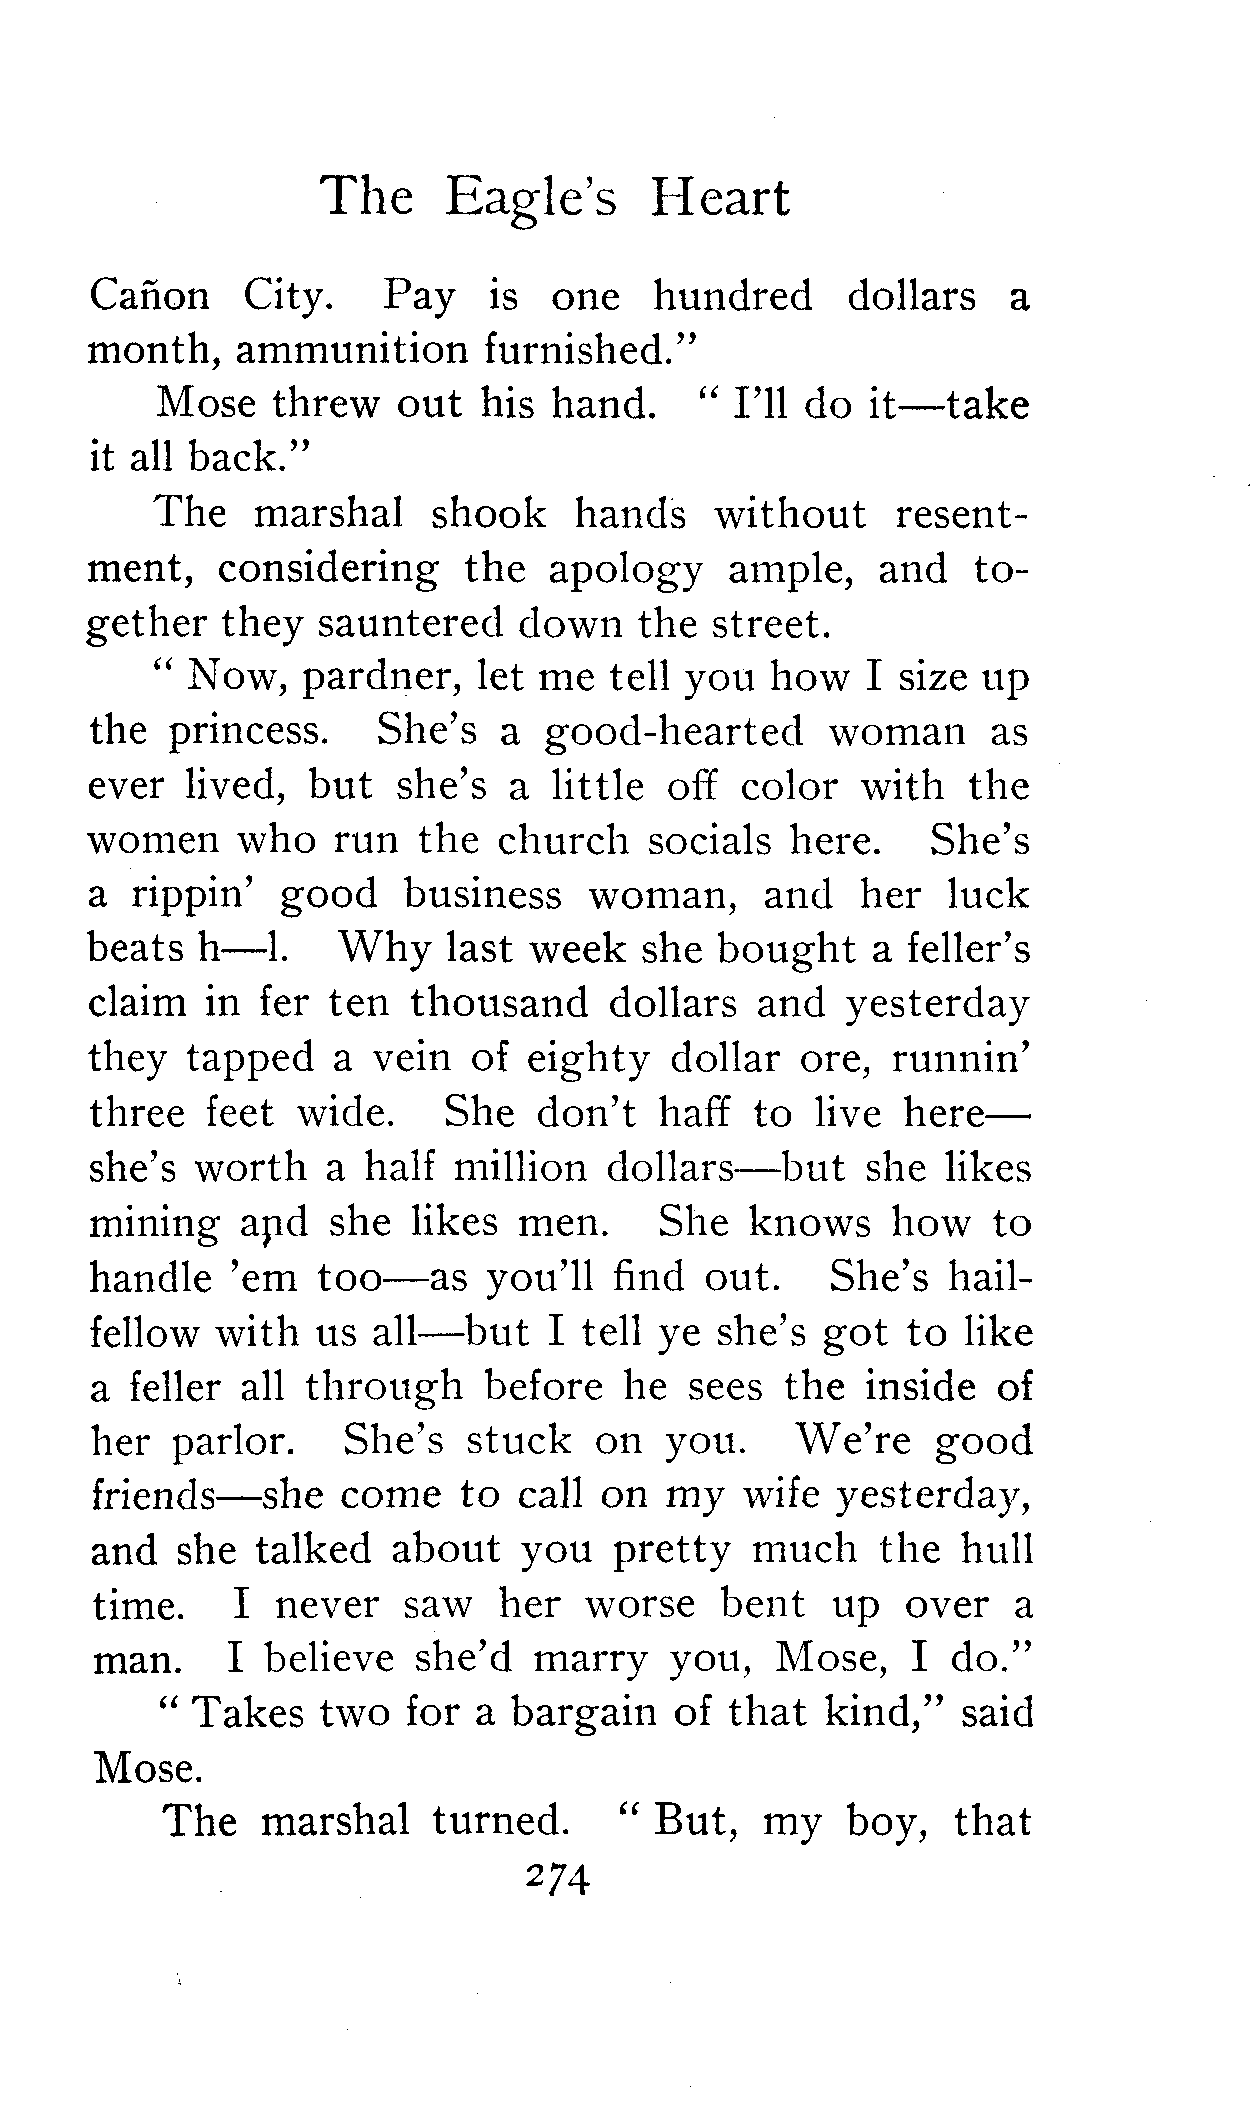 The Eagle's Heart
Cañon City. Pay is one hundred dollars a
month, ammunition furnished."
Mose threw out his hand. " I'll do it—take
it all back."
The marshal shook hands without resent-
ment, considering the apology ample, and to-
gether they sauntered down the street.
" Now, pardner, let me tell you how I size up
the princess. She's a good-hearted woman as
ever lived, but she's a little off color with the
women who run the church socials here. She's
a rippin' good business woman, and her luck
beats h—l. Why last week she bought a feller's
claim in fer ten thousand dollars and yesterday
they tapped a vein of eighty dollar ore, runnin'
three feet wide. She don't haff to live here—
she's worth a half million dollars—but she likes
mining and she likes men. She knows how to
handle 'em too—as you'll find out. She's hail-
fellow with us all—but I tell ye she's got to like
a feller all through before he sees the inside of
her parlor. She's stuck on you. We're good
friends—she come to call on my wife yesterday,
and she talked about you pretty much the hull
time. I never saw her worse bent up over a
man. I believe she'd marry you, Mose, I do."
" Takes two for a bargain of that kind," said
Mose.
The marshal turned. " But, my boy, that
274